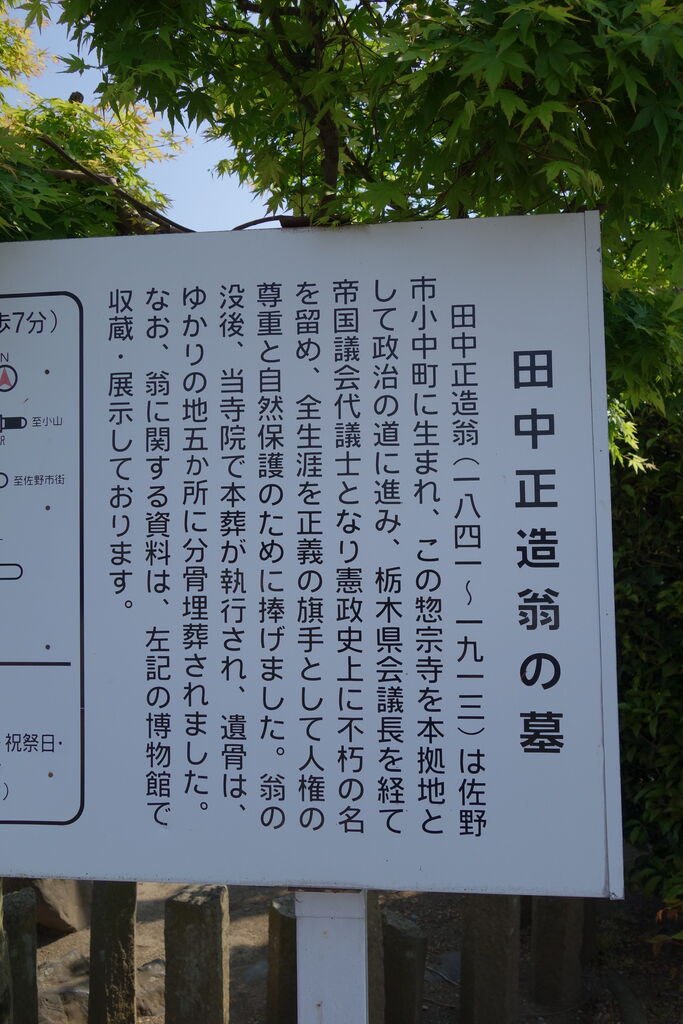 田中正造翁の墓
田中正造翁（一八四一～一九一三）は佐野
市小中町に生まれ、この惣宗寺を本拠地と
して政治の道に進み、栃木県会議長を経て
帝国議会代議士となり憲政史上に不朽の名
を留め、全生涯を正義の旗手として人権の
尊重と自然保護のために捧げました。翁の
没後、当寺院で本葬が執行され、遺骨は、
ゆかりの地五か所に分骨埋葬されました。
なお、翁に関する資料は、左記の博物館で
収蔵・展示しております。
歩7分）
N
至小山
駅
至佐野市街
祝祭日・
）